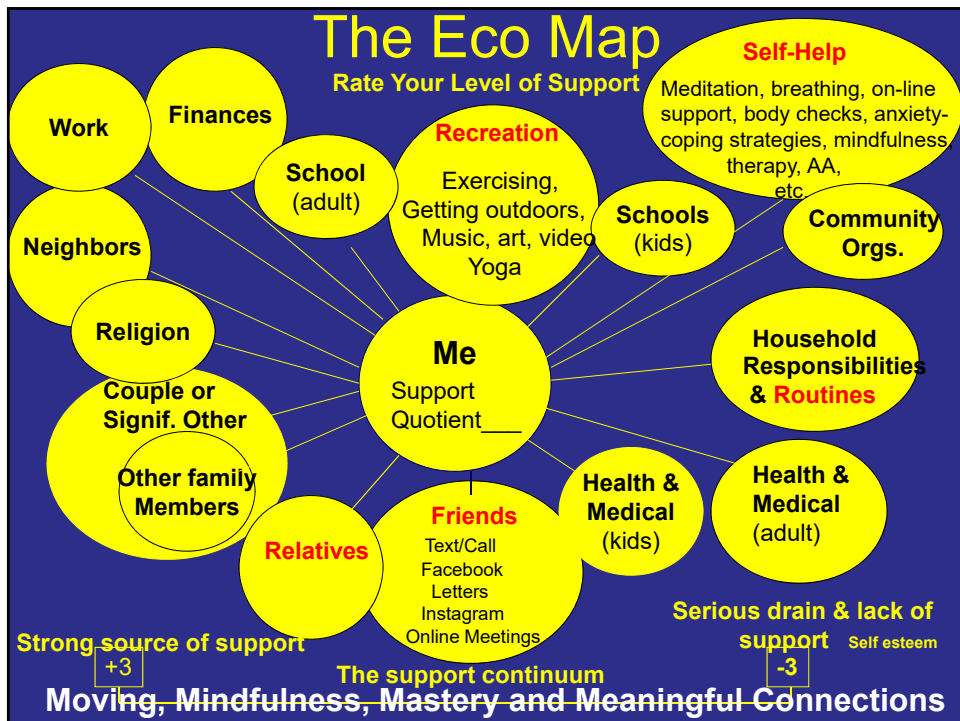 The Eco Map
Rate Your Level of Support
Work
Finances
School
(adult)
Recreation
Exercising,
Getting outdoors,
Music, art, video
Yoga
Schools
(kids)
Self-Help
Meditation, breathing, on-line
support, body checks, anxiety-
coping strategies, mindfulness,
therapy, AA,
etc.
Community
Orgs.
Neighbors
Religion
Couple or
Signif. Other
Other family
Members
Me
Support
Quotient___
Household
Responsibilities
& Routines
Relatives
Friends
Text/Call
Facebook
Letters
Instagram
Online Meetings
Health &
Medical
(kids)
Health &
Medical
(adult)
Strong source of support
+3
The support continuum
Serious drain & lack of
support Self esteem
-3
Moving, Mindfulness, Mastery and Meaningful Connections